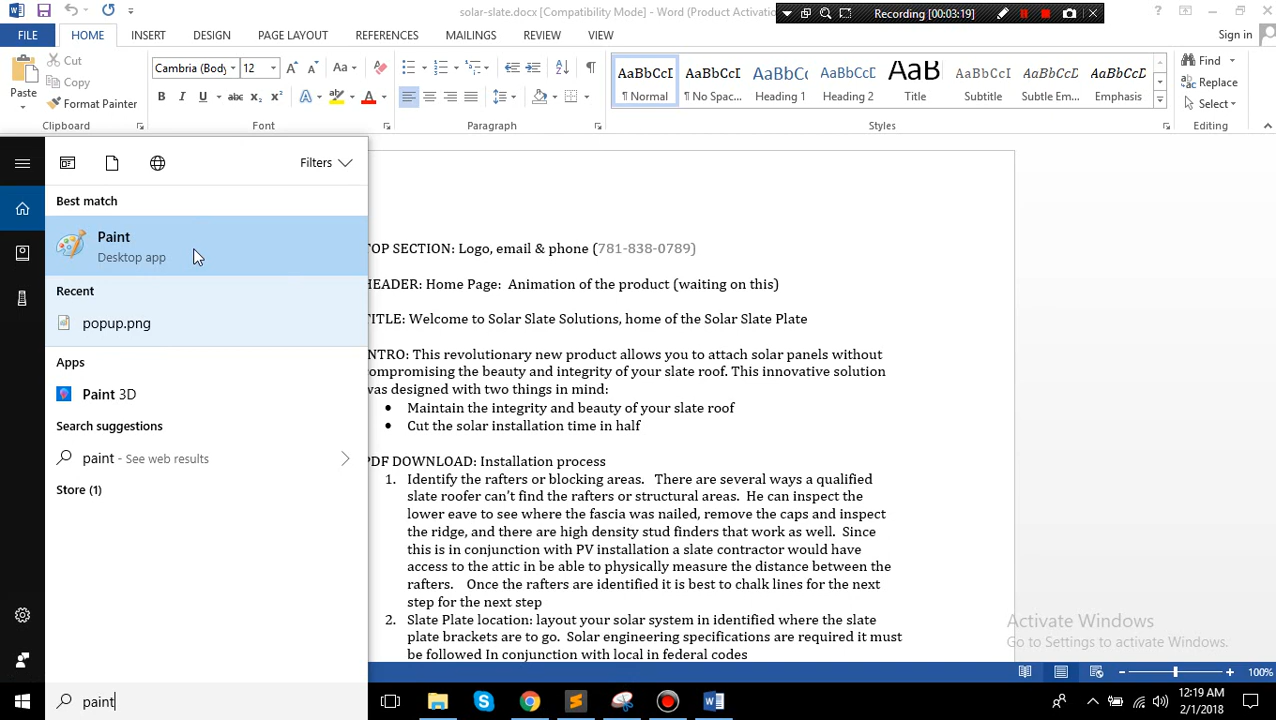 solar-slate.docx [Compatibility Mode] - Word (Product Activation
Recording (00:03:19)
FILE HOME INSERT DESIGN PAGE LAYOUT REFERENCES MAILINGS REVIEW VIEW Sign in
Paste
Cut
Copy
Format Painter
Clipboard
Cambria (Body 12
Aa
B I U abc x₂ x²
A ab A
Font
Paragraph
AaBbCcI AaBbCcI AaBbCcI AaBbCcI AaB AaBbCcI AaBbCcI AaBbCcI
¶ Normal ¶ No Spac... Heading 1 Heading 2 Title Subtitle Subtle Em... Emphasis
Styles
Find
Replace
Select
Editing
Filters
Best match
Paint
Desktop app
Recent
popup.png
Apps
Paint 3D
Search suggestions
paint - See web results
Store (1)
paint
TOP SECTION: Logo, email & phone (781-838-0789)
HEADER: Home Page: Animation of the product (waiting on this)
TITLE: Welcome to Solar Slate Solutions, home of the Solar Slate Plate
INTRO: This revolutionary new product allows you to attach solar panels without
compromising the beauty and integrity of your slate roof. This innovative solution
was designed with two things in mind:
• Maintain the integrity and beauty of your slate roof
• Cut the solar installation time in half
PDF DOWNLOAD: Installation process
1. Identify the rafters or blocking areas. There are several ways a qualified
slate roofer can't find the rafters or structural areas. He can inspect the
lower eave to see where the fascia was nailed, remove the caps and inspect
the ridge, and there are high density stud finders that work as well. Since
this is in conjunction with PV installation a slate contractor would have
access to the attic in be able to physically measure the distance between the
rafters. Once the rafters are identified it is best to chalk lines for the next
step for the next step
2. Slate Plate location: layout your solar system in identified where the slate
plate brackets are to go. Solar engineering specifications are required it must
be followed In conjunction with local in federal codes
Activate Windows
Go to Settings to activate Windows.
100%
12:19 AM
2/1/2018